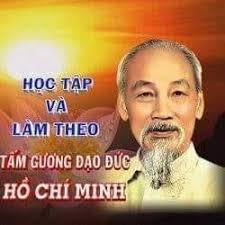 HỌC TẬP
VÀ
LÀM THEO
TẤM GƯƠNG ĐẠO ĐỨC
HỒ CHÍ MINH